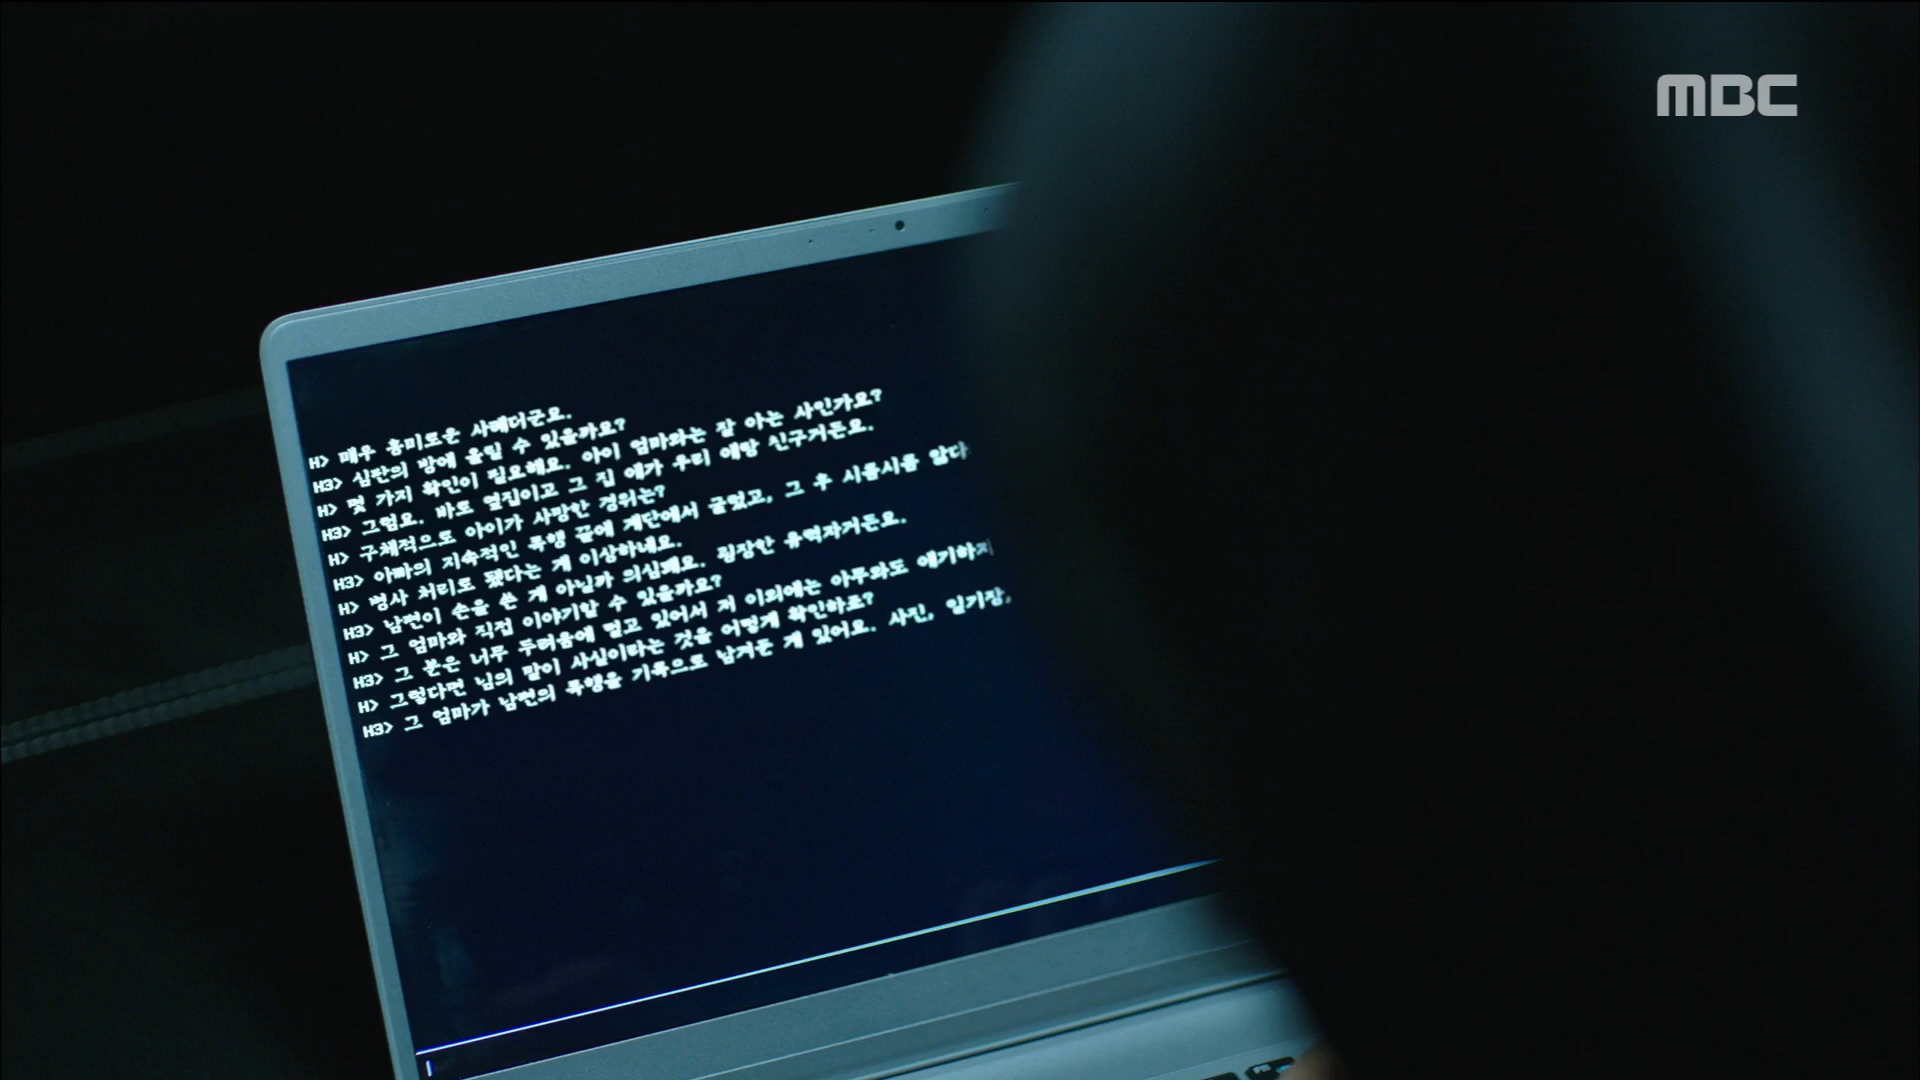 MBC
H> 매우 흥미로운 사례더군요.
H3> 심판의 방에 올릴 수 있을까요?
H> 몇 가지 확인이 필요해요. 아이 엄마와는 잘 아는 사인가요?
H3> 그럼요. 바로 옆집이고 그 집 애가 우리 애랑 친구거든요.
H> 구체적으로 아이가 사망한 경위는?
H3> 아빠의 지속적인 폭행 끝에 계단에서 굴렀고, 그 후 시름시름 앓다
H> 병사 처리로 됐다는 게 이상하네요.
H3> 남편이 손을 쓴 게 아닐까 의심돼요. 굉장한 유력자거든요.
H> 그 엄마와 직접 이야기할 수 있을까요?
H3> 그 분은 너무 두려움에 떨고 있어서 저 이외에는 아무와도 얘기하지
H> 그렇다면 님의 말이 사실이라는 것을 어떻게 확인하죠?
H3> 그 엄마가 남편의 폭행을 기록으로 남겨둔 게 있어요. 사진, 일기장,